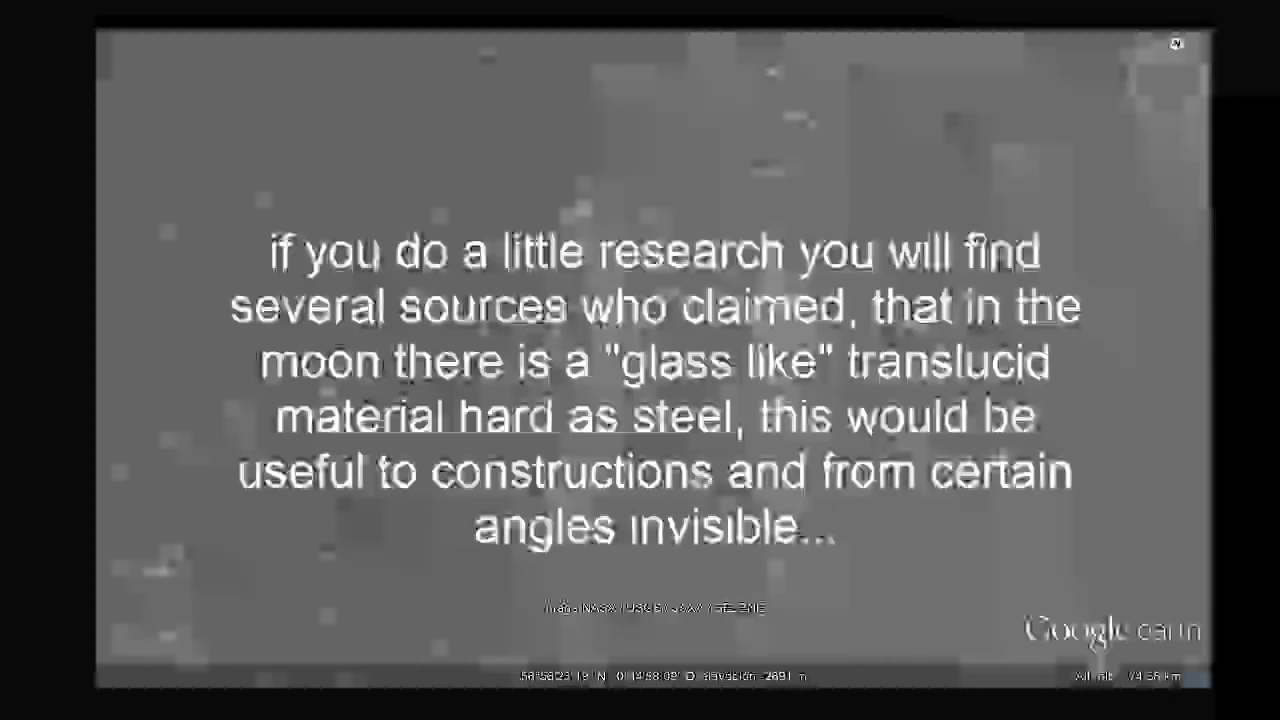 if you do a little research you will find
several sources who claimed, that in the
moon there is a "glass like" translucid
material hard as steel, this would be
useful to constructions and from certain
angles invisible...
Google earth